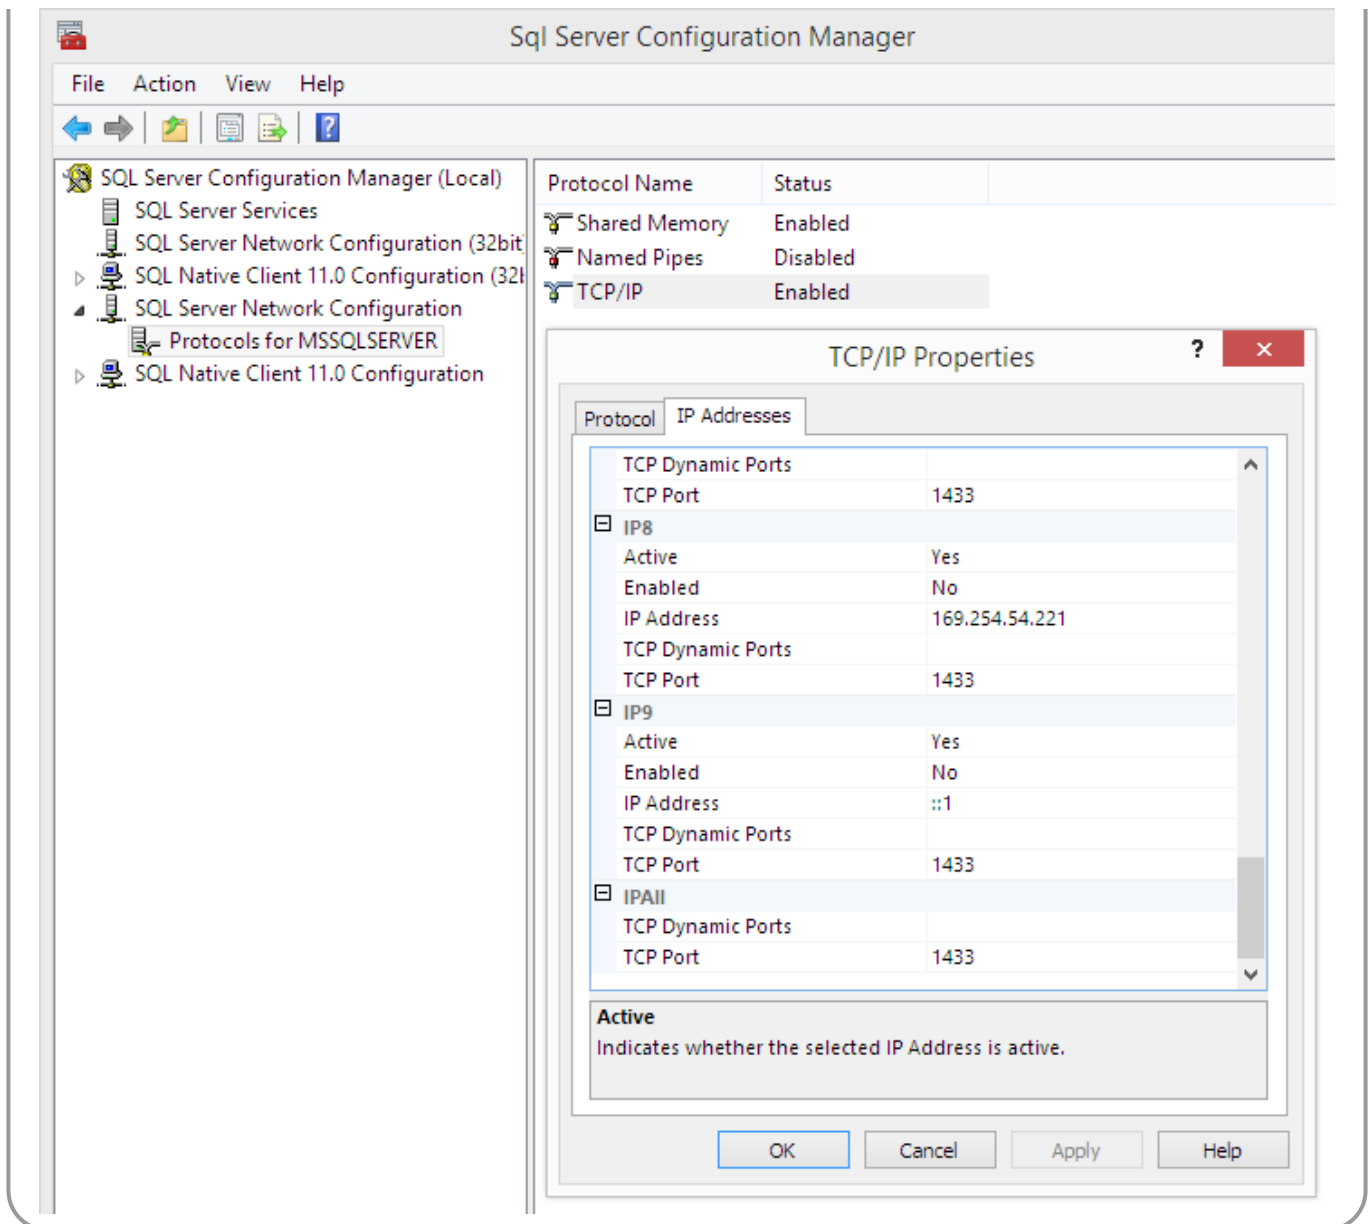 Sql Server Configuration Manager
File Action View Help
SQL Server Configuration Manager (Local)
SQL Server Services
SQL Server Network Configuration (32bit
SQL Native Client 11.0 Configuration (32
SQL Server Network Configuration
Protocols for MSSQLSERVER
SQL Native Client 11.0 Configuration
Protocol Name Status
Shared Memory Enabled
Named Pipes Disabled
TCP/IP Enabled
TCP/IP Properties ?
Protocol IP Addresses
TCP Dynamic Ports
TCP Port 1433
IP8
Active Yes
Enabled No
IP Address 169.254.54.221
TCP Dynamic Ports
TCP Port 1433
IP9
Active Yes
Enabled No
IP Address ::1
TCP Dynamic Ports
TCP Port 1433
IPAll
TCP Dynamic Ports
TCP Port 1433
Active
Indicates whether the selected IP Address is active.
OK Cancel Apply Help